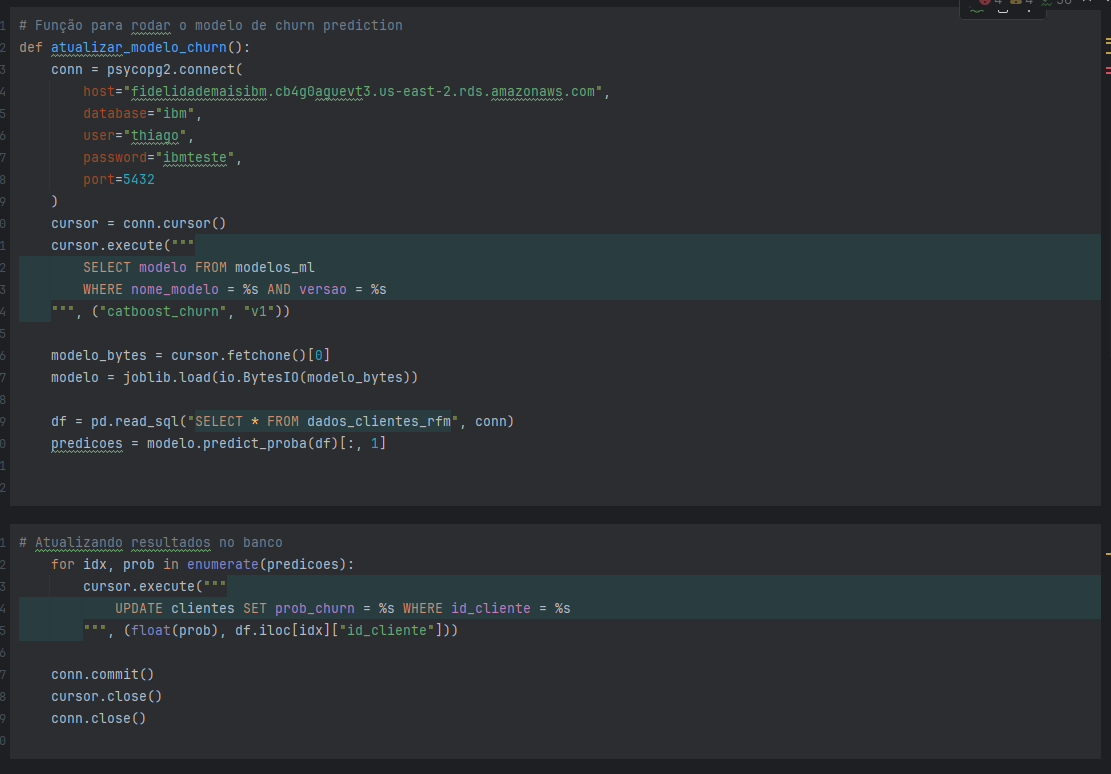 # Função para rodar o modelo de churn prediction
def atualizar_modelo_churn():
    conn = psycopg2.connect(
        host="fidelidademaisibm.cb4g0aguevt3.us-east-2.rds.amazonaws.com",
        database="ibm",
        user="thiago",
        password="ibmteste",
        port=5432
    )
    cursor = conn.cursor()
    cursor.execute("""
        SELECT modelo FROM modelos_ml
        WHERE nome_modelo = %s AND versao = %s
    """, ("catboost_churn", "v1"))
    modelo_bytes = cursor.fetchone()[0]
    modelo = joblib.load(io.BytesIO(modelo_bytes))
    df = pd.read_sql("SELECT * FROM dados_clientes_rfm", conn)
    predicoes = modelo.predict_proba(df)[:, 1]
# Atualizando resultados no banco
    for idx, prob in enumerate(predicoes):
        cursor.execute("""
            UPDATE clientes SET prob_churn = %s WHERE id_cliente = %s
        """, (float(prob), df.iloc[idx]["id_cliente"]))
    conn.commit()
    cursor.close()
    conn.close()